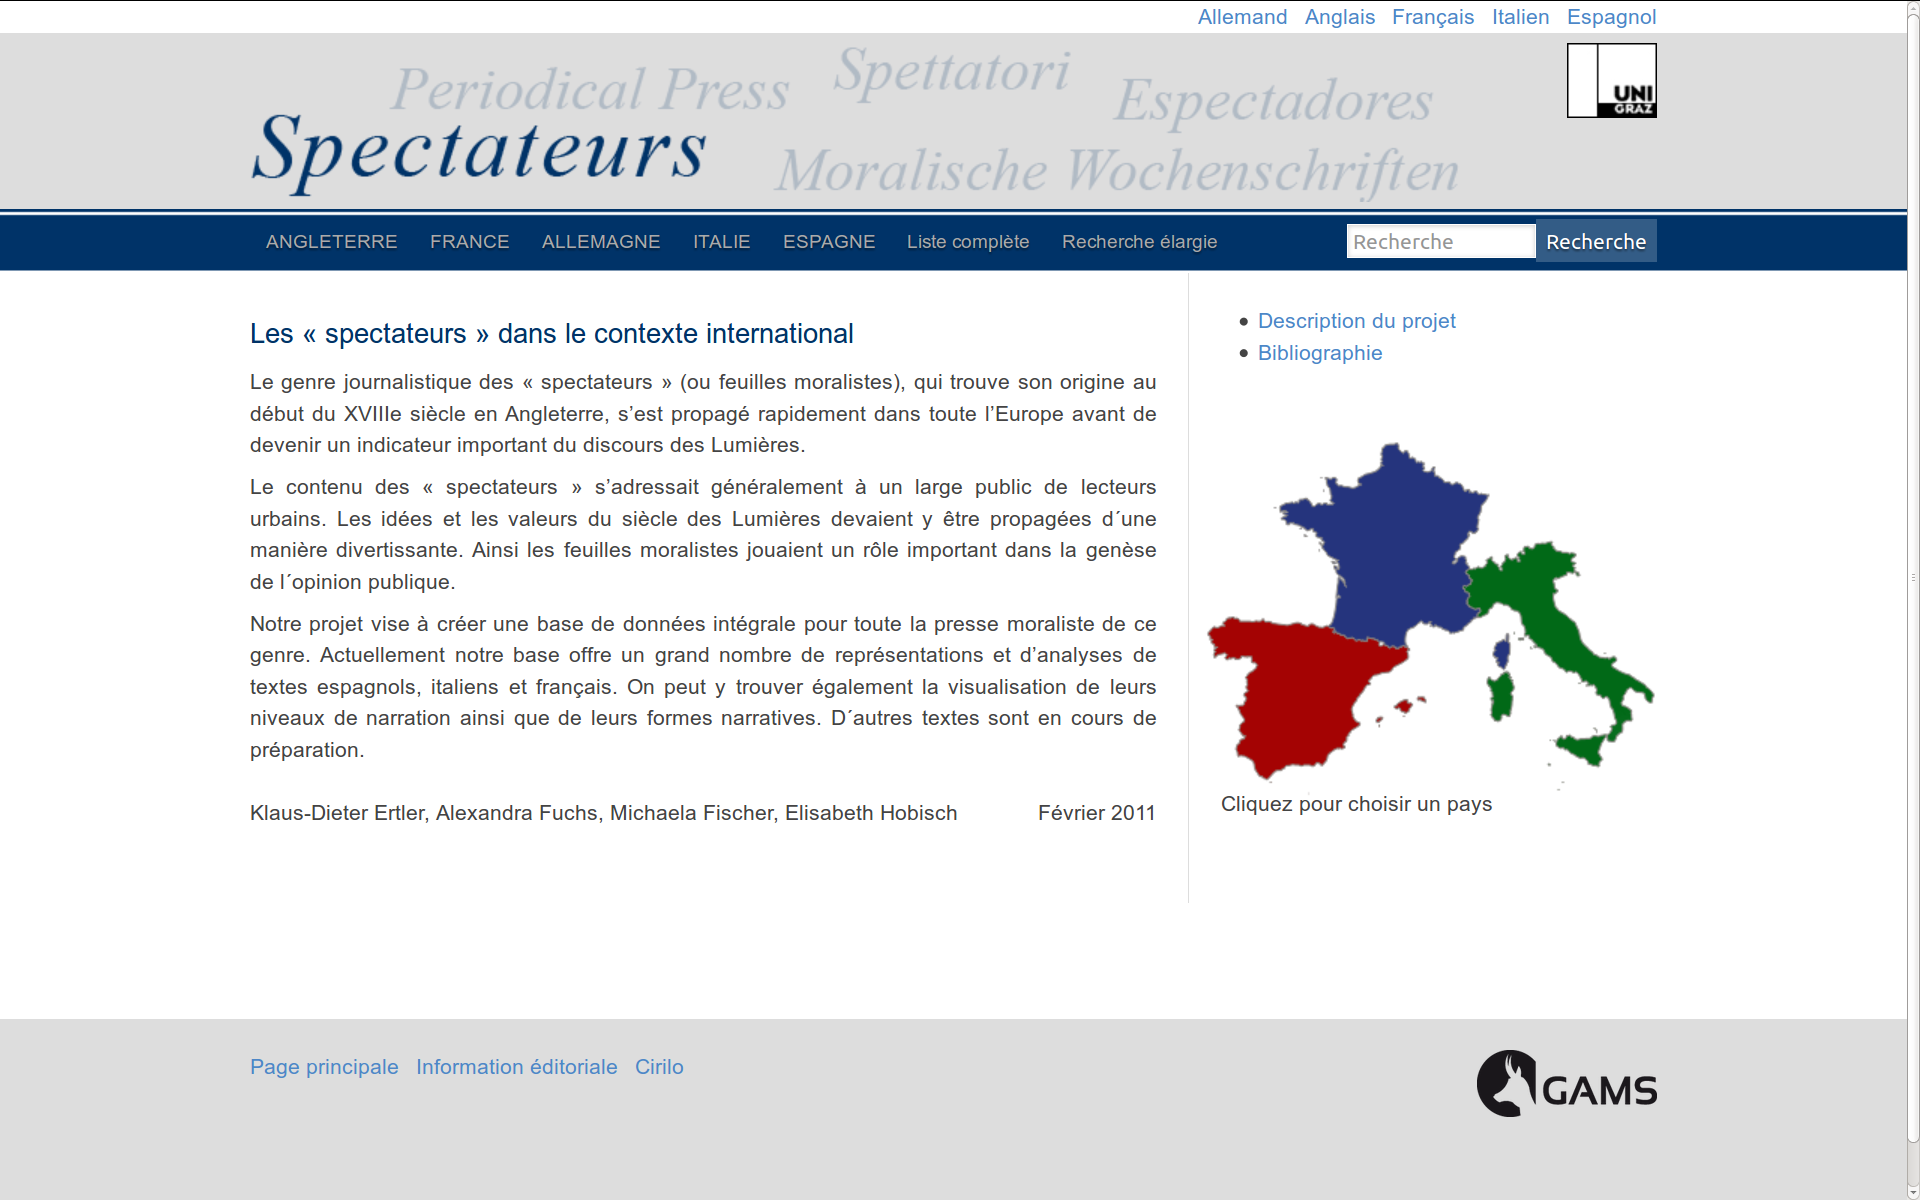 Allemand Anglais Français Italien Espagnol
Periodical Press Spettatori Espectadores
Spectateurs Moralische Wochenschriften
UNI
GRAZ
ANGLETERRE FRANCE ALLEMAGNE ITALIE ESPAGNE Liste complète Recherche élargie Recherche Recherche
Les « spectateurs » dans le contexte international
Le genre journalistique des « spectateurs » (ou feuilles moralistes), qui trouve son origine au
début du XVIIIe siècle en Angleterre, s’est propagé rapidement dans toute l’Europe avant de
devenir un indicateur important du discours des Lumières.
Le contenu des « spectateurs » s’adressait généralement à un large public de lecteurs
urbains. Les idées et les valeurs du siècle des Lumières devaient y être propagées d´une
manière divertissante. Ainsi les feuilles moralistes jouaient un rôle important dans la genèse
de l´opinion publique.
Notre projet vise à créer une base de données intégrale pour toute la presse moraliste de ce
genre. Actuellement notre base offre un grand nombre de représentations et d’analyses de
textes espagnols, italiens et français. On peut y trouver également la visualisation de leurs
niveaux de narration ainsi que de leurs formes narratives. D´autres textes sont en cours de
préparation.
Klaus-Dieter Ertler, Alexandra Fuchs, Michaela Fischer, Elisabeth Hobisch Février 2011
Description du projet
Bibliographie
Cliquez pour choisir un pays
Page principale Information éditoriale Cirilo
GAMS